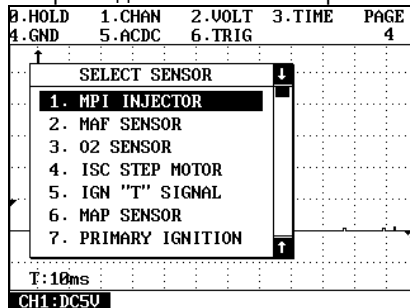 0.HOLD 1.CHAN 2.VOLT 3.TIME PAGE
4.GND 5.ACDC 6.TRIG 4
SELECT SENSOR
1. MPI INJECTOR
2. MAF SENSOR
3. O2 SENSOR
4. ISC STEP MOTOR
5. IGN "T" SIGNAL
6. MAP SENSOR
7. PRIMARY IGNITION
T:10ms
CH1:DC5V